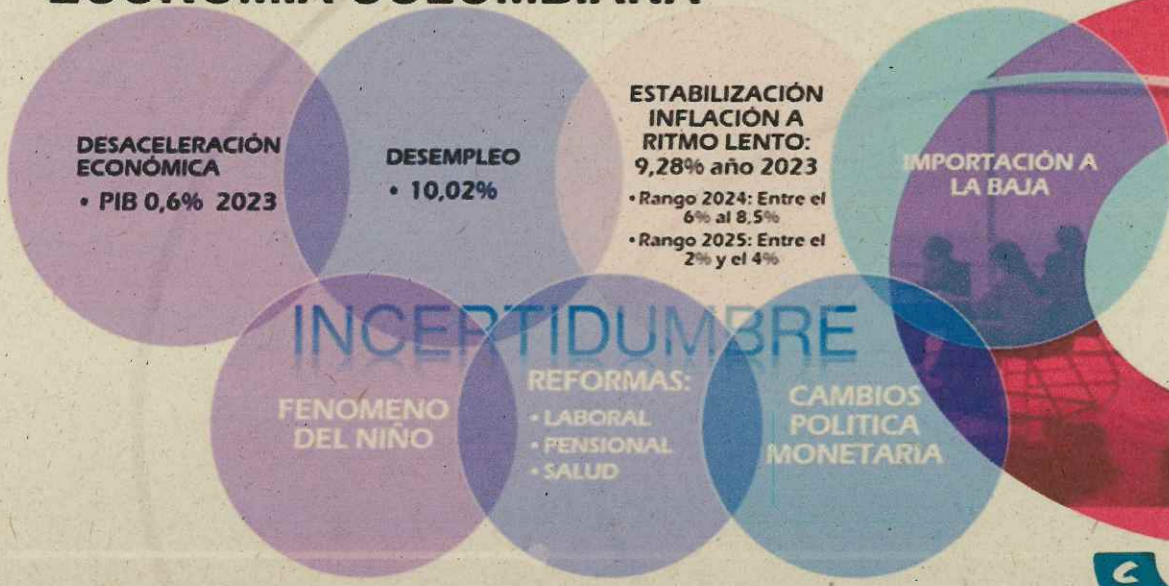 ECONOMIA COLOMBIANA
DESACELERACIÓN
ECONÓMICA
• PIB 0,6% 2023
DESEMPLEO
• 10,02%
ESTABILIZACIÓN
INFLACIÓN A
RITMO LENTO:
9,28% año 2023
• Rango 2024: Entre el
6% al 8,5%
• Rango 2025: Entre el
2% y el 4%
IMPORTACIÓN A
LA BAJA
INCERTIDUMBRE
FENOMENO
DEL NIÑO
REFORMAS:
• LABORAL
• PENSIONAL
• SALUD
CAMBIOS
POLITICA
MONETARIA